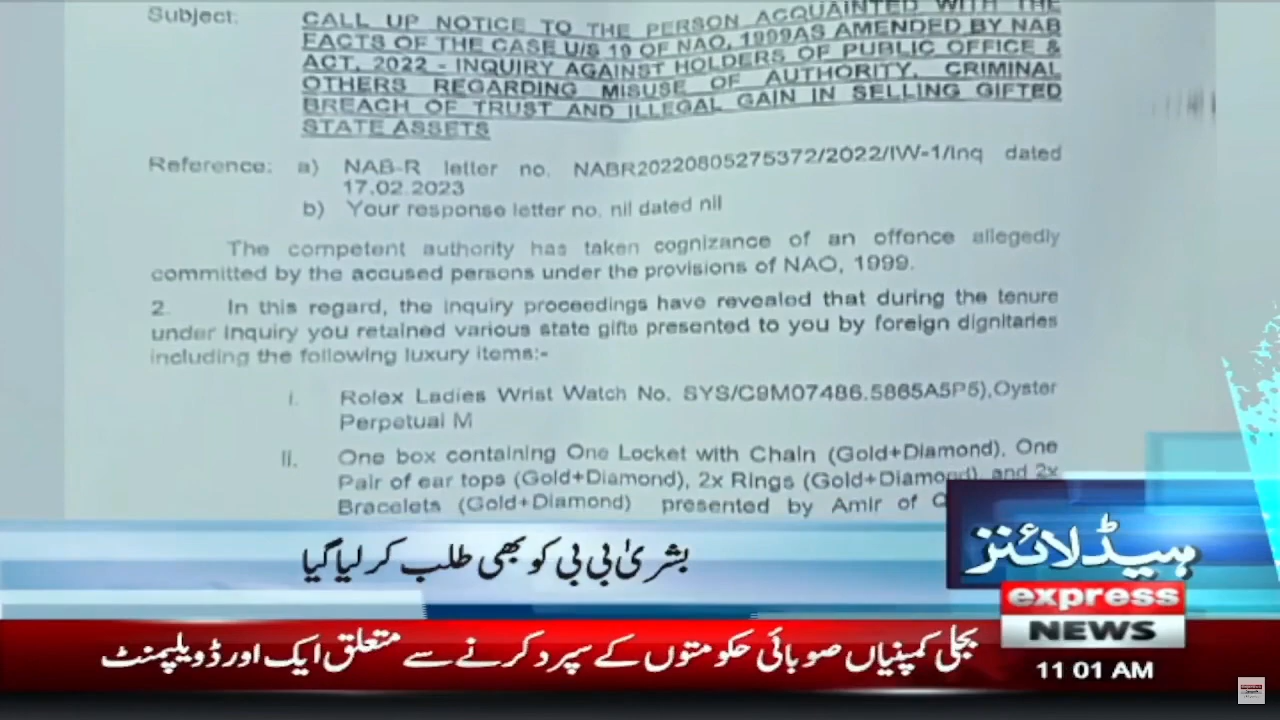 Subject:
CALL UP NOTICE TO THE PERSON ACQUAINTED WITH THE
FACTS OF THE CASE U/S 19 OF NAO, 1999AS AMENDED BY NAB
ACT, 2022 - INQUIRY AGAINST HOLDERS OF PUBLIC OFFICE &
OTHERS REGARDING MISUSE OF AUTHORITY, CRIMINAL
BREACH OF TRUST AND ILLEGAL GAIN IN SELLING GIFTED
STATE ASSETS
Reference: a) NAB-R letter no. NABR20220805275372/2022/IW-1/Inq dated
17.02.2023
b) Your response letter no. nil dated nil
The competent authority has taken cognizance of an offence allegedly
committed by the accused persons under the provisions of NAO, 1999.
2. In this regard, the inquiry proceedings have revealed that during the tenure
under Inquiry you retained various state gifts presented to you by foreign dignitaries
including the following luxury items:-
i. Rolex Ladies Wrist Watch No. SYS/C9M07486.5865A5P5),Oyster
Perpetual M
ii. One box containing One Locket with Chain (Gold+Diamond), One
Pair of ear tops (Gold+Diamond), 2x Rings (Gold+Diamond), and 2x
Bracelets (Gold+Diamond) presented by Amir of
بشریٰ بی بی کو بھی طلب کر لیا گیا
ہیڈلائنز
express
NEWS
بجلی کمپنیاں صوبائی حکومتوں کے سپرد کرنے سے متعلق ایک اور ڈویلپمنٹ
11 01 AM